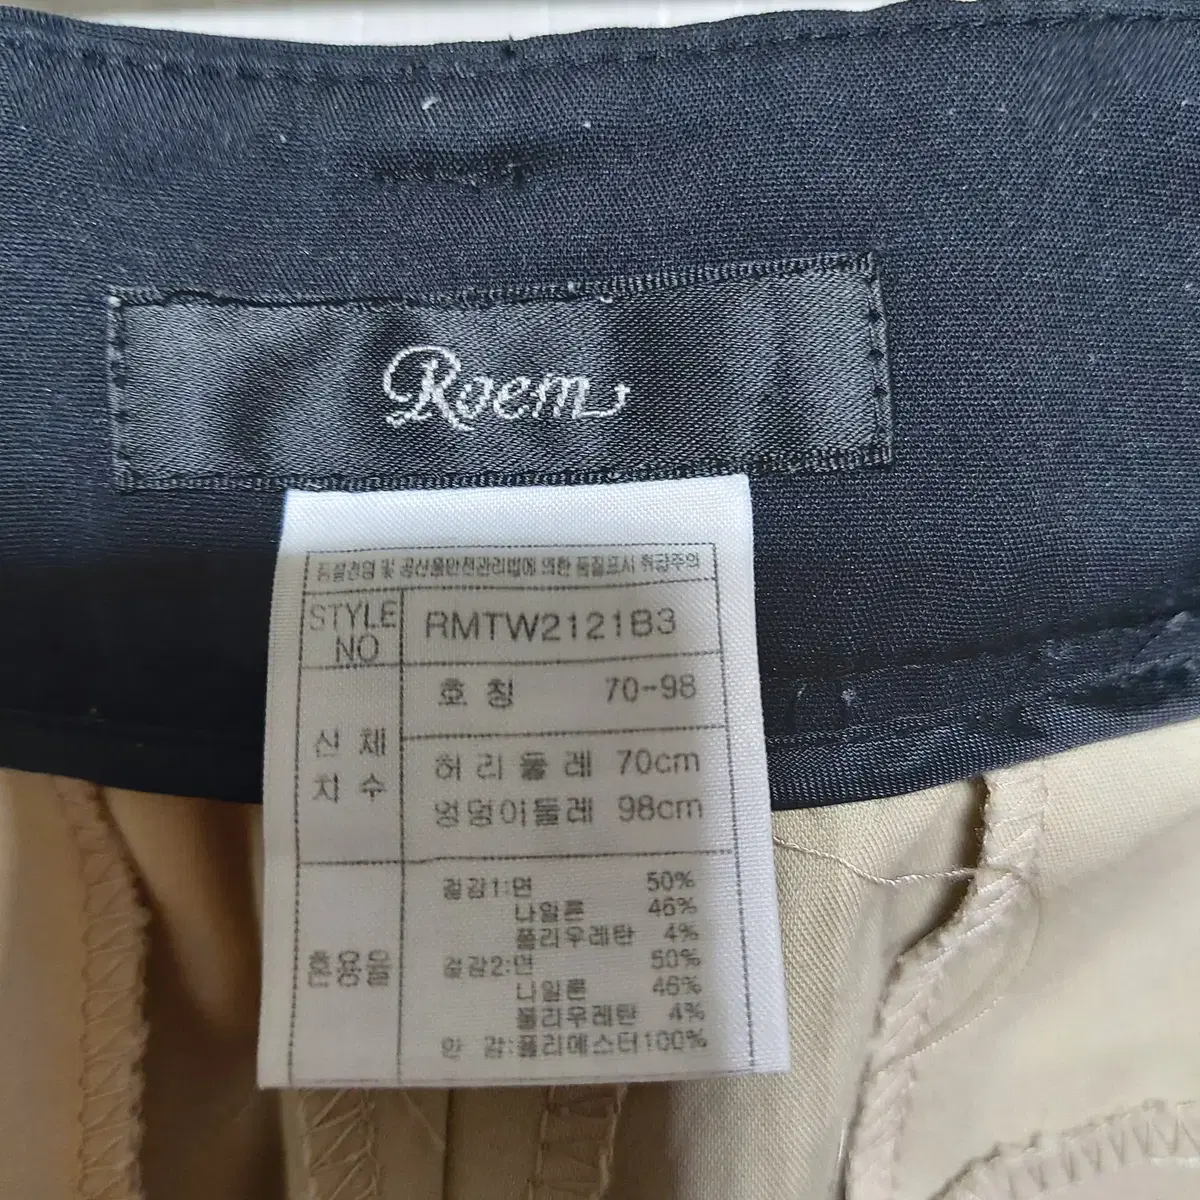 Roem
품질경영 및 공산품안전관리법에 의한 품질표시 취급주의
STYLE NO
RMTW2121B3
호 칭 70-98
신 체 치 수
허 리 둘 레 70cm
엉덩이둘레 98cm
혼용율
겉감1:면 50%
나일론 46%
폴리우레탄 4%
겉감2:면 50%
나일론 46%
폴리우레탄 4%
안 감:폴리에스터100%